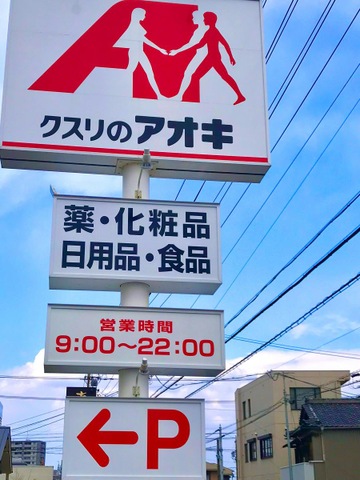 クスリのアオキ
薬・化粧品
日用品・食品
営業時間
9:00～22:00
←P